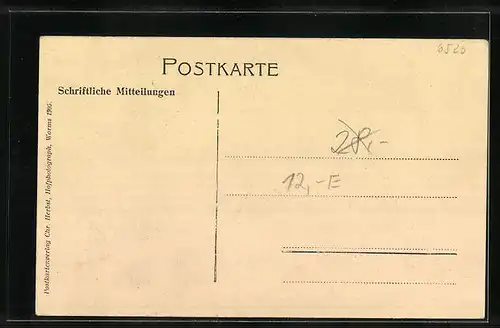 6520
POSTKARTE
Schriftliche Mitteilungen
28,-
12,-E
Postkartenverlag Chr. Herbst, Hofphotograph, Worms 1905.